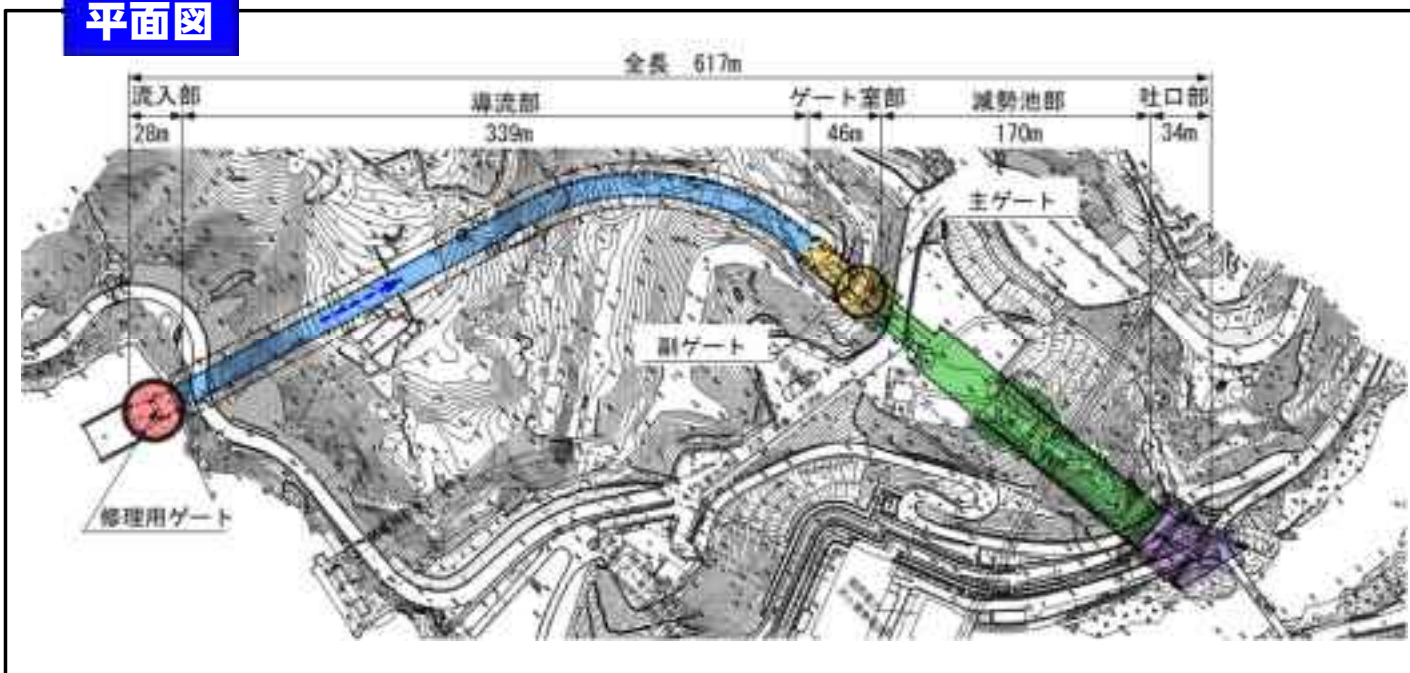 平面図
全長 617m
流入部 導流部 ゲート室部 減勢池部 吐口部
28m 339m 46m 170m 34m
主ゲート
副ゲート
修理用ゲート